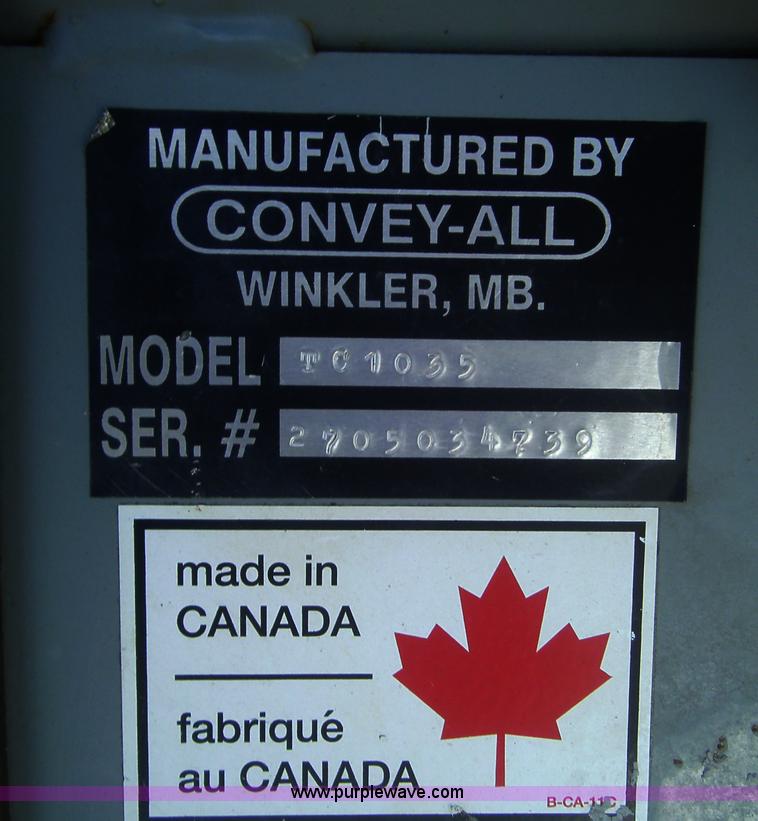 MANUFACTURED BY
CONVEY-ALL
WINKLER, MB.
MODEL TC1035
SER. # 2705034739
made in
CANADA
fabriqué
au CANADA
www.purplewave.com